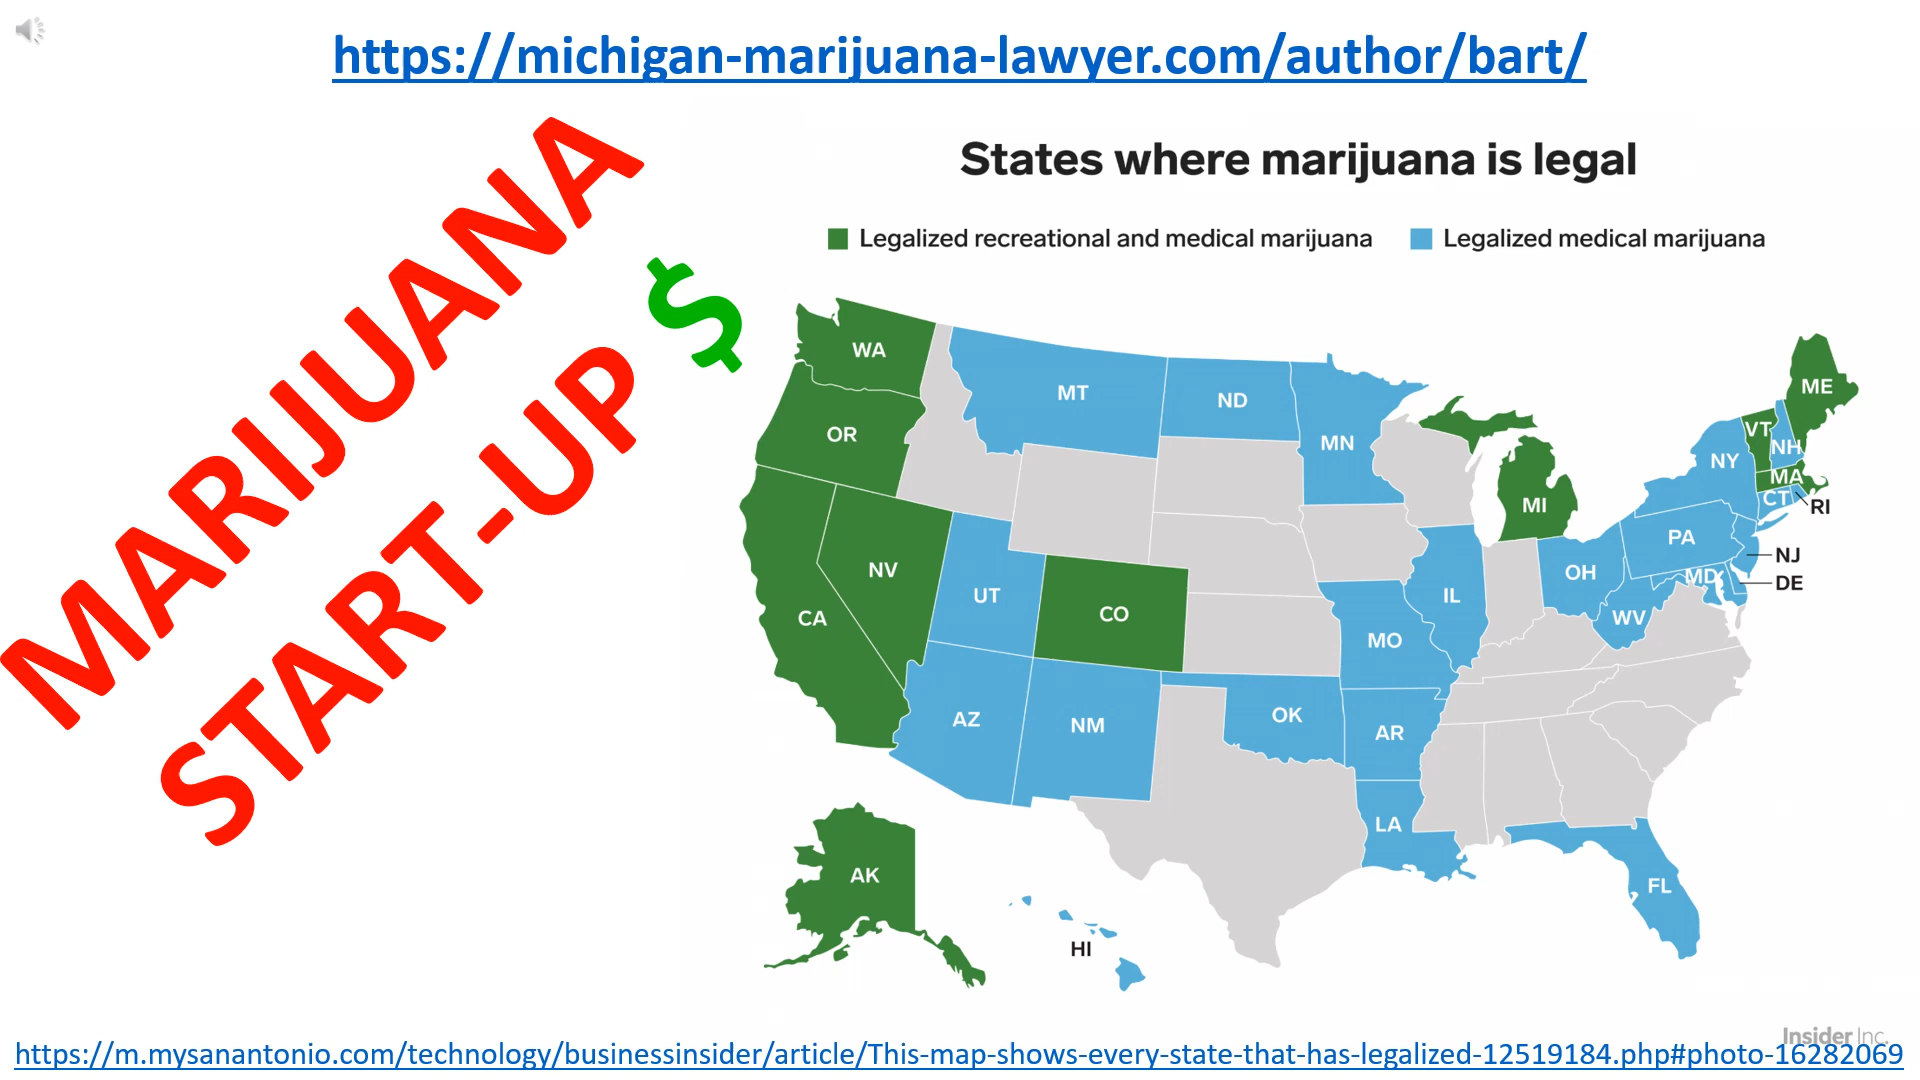 https://michigan-marijuana-lawyer.com/author/bart/
MARIJUANA
START-UP $
States where marijuana is legal
Legalized recreational and medical marijuana
Legalized medical marijuana
WA
MT
ND
MN
OR
ME
VT
NH
NY
MA
CT
RI
MI
PA
NJ
DE
MD
OH
WV
NV
UT
CO
IL
CA
MO
AZ
NM
OK
AR
LA
AK
FL
HI
Insider Inc.
https://m.mysanantonio.com/technology/businessinsider/article/This-map-shows-every-state-that-has-legalized-12519184.php#photo-16282069